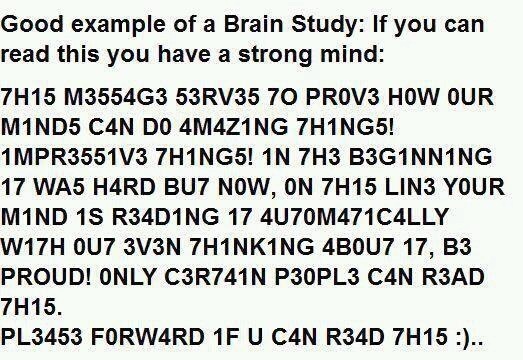 Good example of a Brain Study: If you can
read this you have a strong mind:
7H15 M3554G3 53RV35 7O PR0V3 H0W 0UR
M1ND5 C4N D0 4M4Z1NG 7H1NG5!
1MPR3551V3 7H1NG5! 1N 7H3 B3G1NN1NG
17 WA5 H4RD BU7 N0W, 0N 7H15 LIN3 Y0UR
M1ND 1S R34D1NG 17 4U70M471C4LLY
W17H 0U7 3V3N 7H1NK1NG 4B0U7 17, B3
PROUD! 0NLY C3R741N P30PL3 C4N R3AD
7H15.
PL3453 F0RW4RD 1F U C4N R34D 7H15 :)..